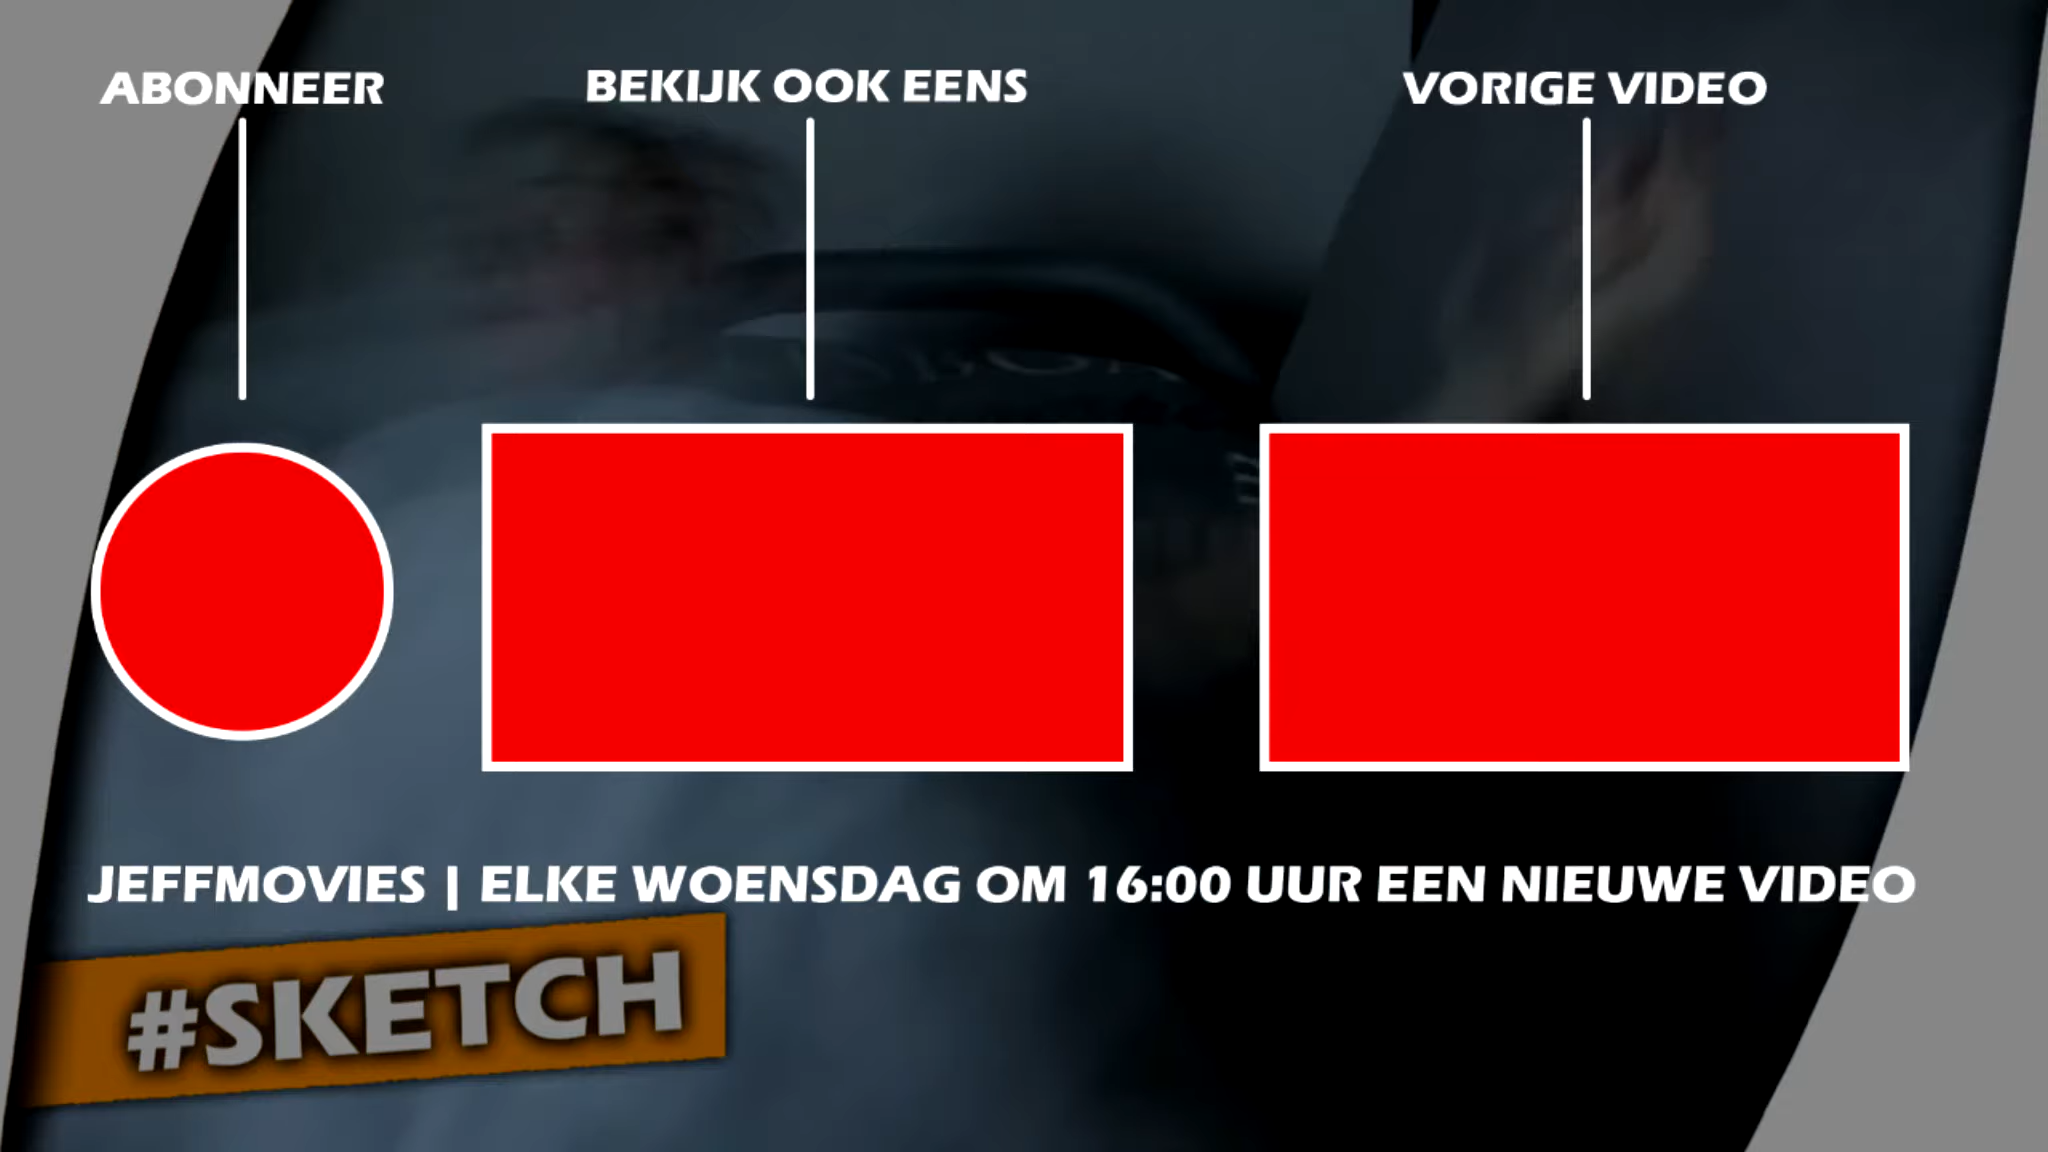 ABONNEER
BEKIJK OOK EENS
VORIGE VIDEO
JEFFMOVIES | ELKE WOENSDAG OM 16:00 UUR EEN NIEUWE VIDEO
#SKETCH